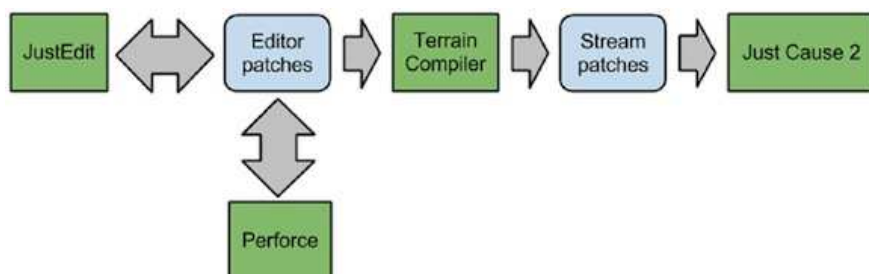 JustEdit
Editor
patches
Terrain
Compiler
Stream
patches
Just Cause 2
Perforce